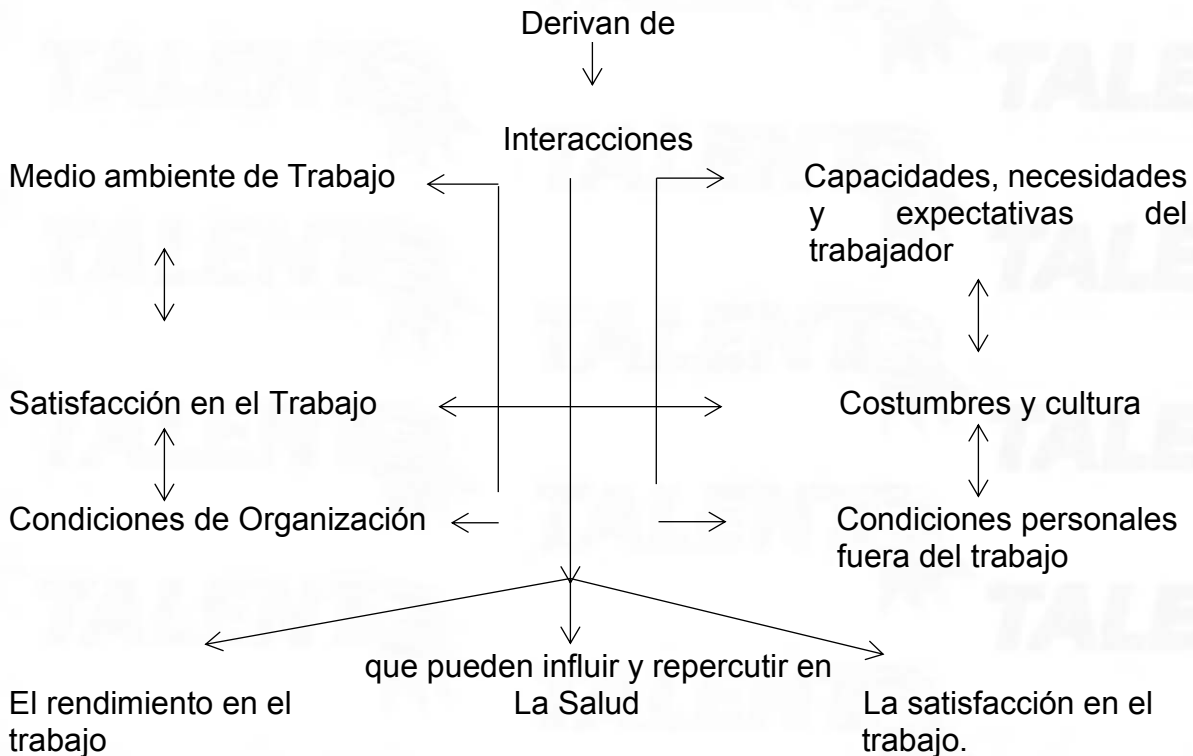 Derivan de
Interacciones
Medio ambiente de Trabajo
Capacidades, necesidades
y expectativas del
trabajador
Satisfacción en el Trabajo
Costumbres y cultura
Condiciones de Organización
Condiciones personales
fuera del trabajo
que pueden influir y repercutir en
El rendimiento en el
trabajo
La Salud
La satisfacción en el
trabajo.